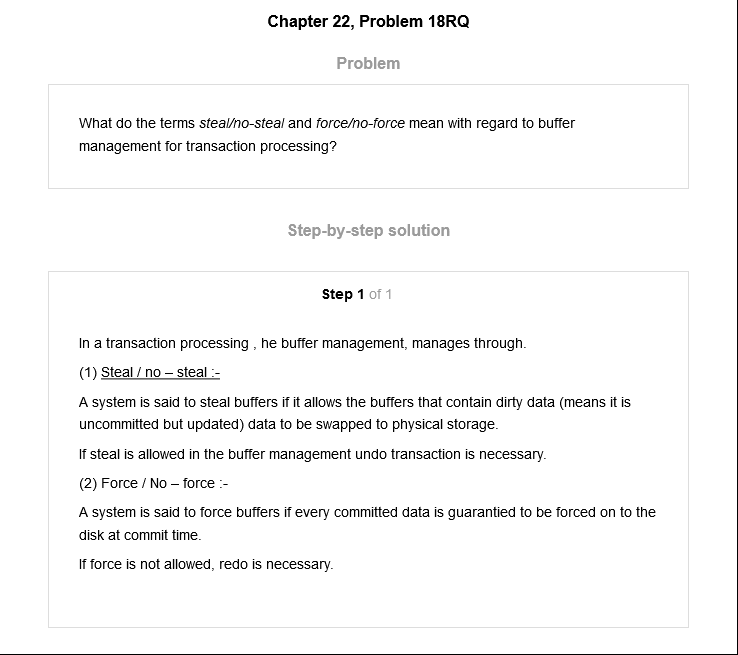 Chapter 22, Problem 18RQ
Problem
What do the terms steal/no-steal and force/no-force mean with regard to buffer
management for transaction processing?
Step-by-step solution
Step 1 of 1
In a transaction processing , he buffer management, manages through.
(1) Steal / no – steal :-
A system is said to steal buffers if it allows the buffers that contain dirty data (means it is
uncommitted but updated) data to be swapped to physical storage.
If steal is allowed in the buffer management undo transaction is necessary.
(2) Force / No – force :-
A system is said to force buffers if every committed data is guarantied to be forced on to the
disk at commit time.
If force is not allowed, redo is necessary.